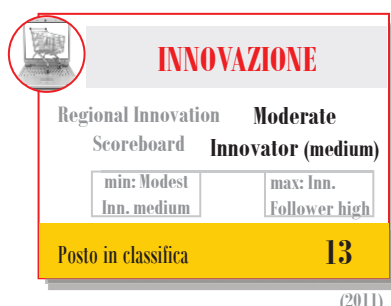 INNOVAZIONE
Regional Innovation Scoreboard
Moderate Innovator (medium)
min: Modest Inn. medium
max: Inn. Follower high
Posto in classifica 13
(2011)